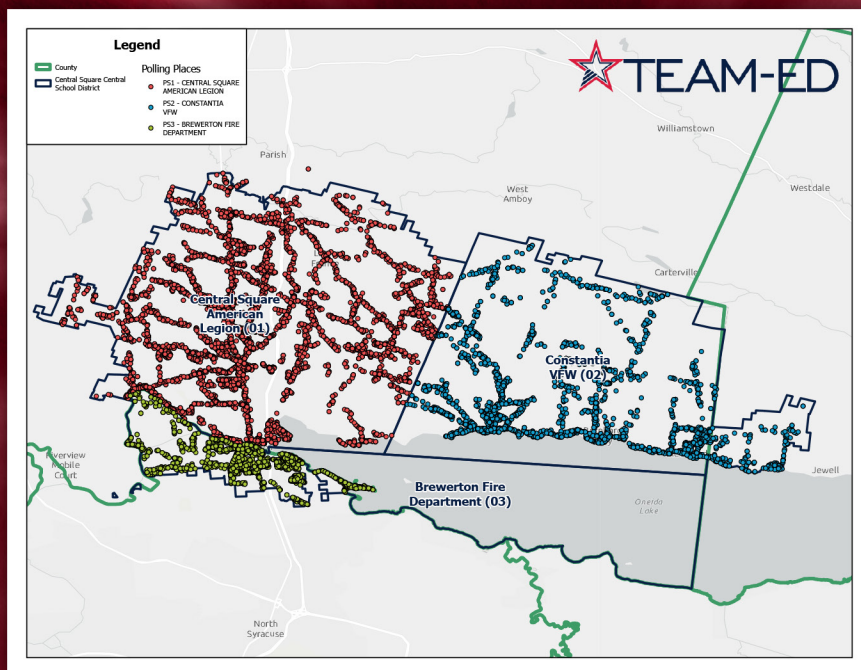 Legend
County
Central Square Central
School District
Polling Places
PS1 - CENTRAL SQUARE
AMERICAN LEGION
PS2 - CONSTANTIA
VFW
PS3 - BREWERTON FIRE
DEPARTMENT
TEAM-ED
Williamstown
Parish
West
Amboy
Westdale
Carterville
Central Square
American
Legion (01)
Constantia
VFW (02)
Riverview
Mobile
Court
Jewell
Brewerton Fire
Department (03)
Oneida
Lake
North
Syracuse